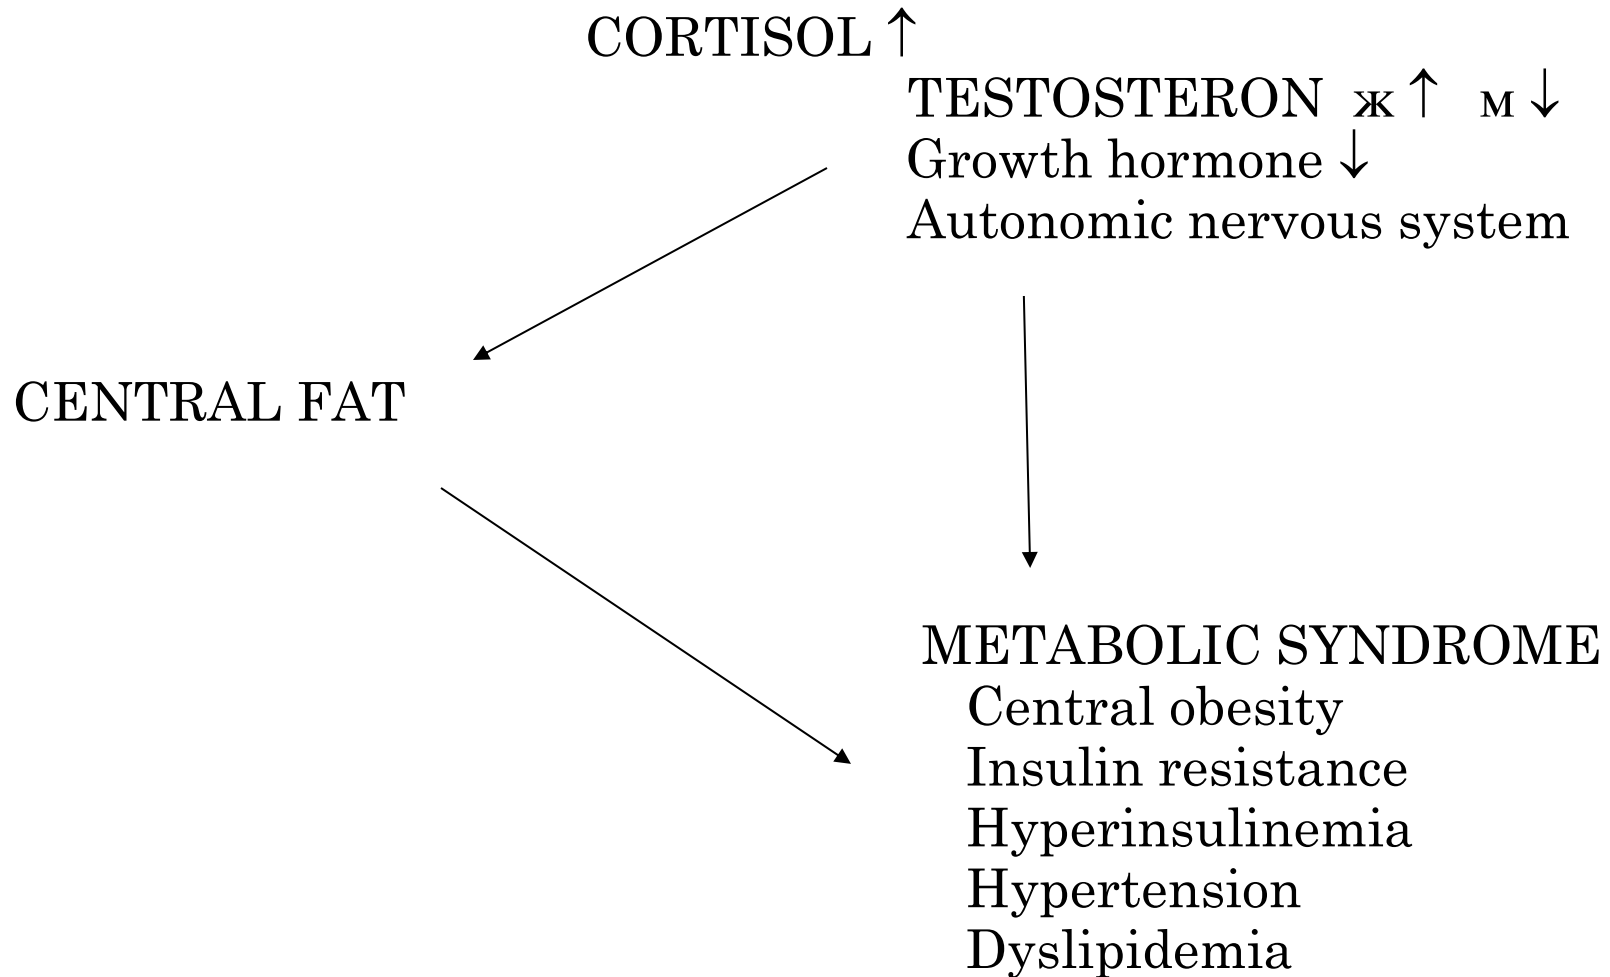 CORTISOL ↑
TESTOSTERON ж ↑ м ↓
Growth hormone ↓
Autonomic nervous system
CENTRAL FAT
METABOLIC SYNDROME
Central obesity
Insulin resistance
Hyperinsulinemia
Hypertension
Dyslipidemia